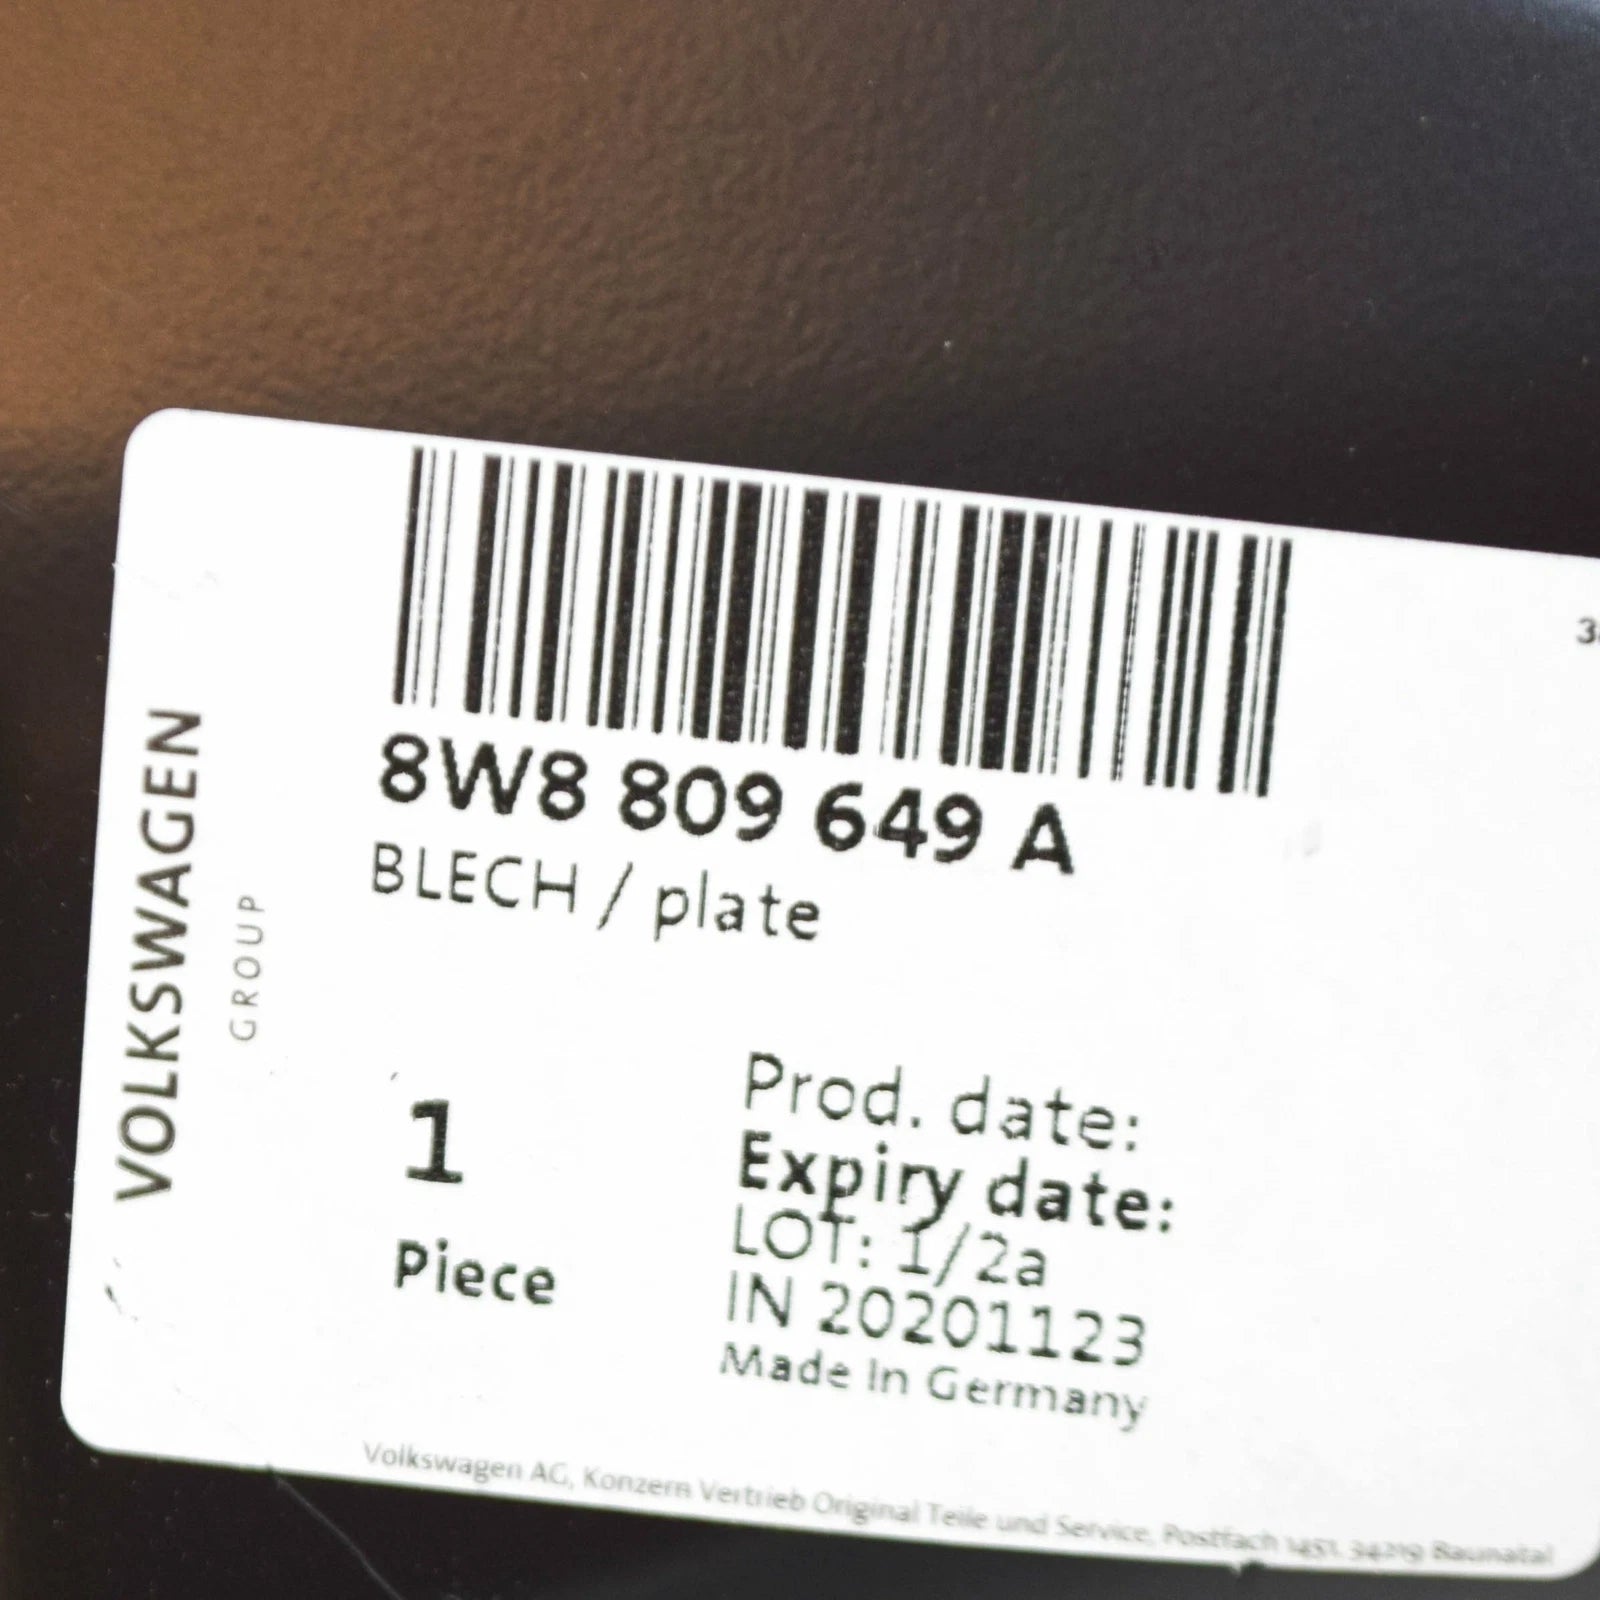 8W8 809 649 A
BLECH / plate
VOLKSWAGEN
GROUP
1
Piece
Prod. date:
Expiry date:
LOT: 1/2a
IN 20201123
Made In Germany
Volkswagen AG, Konzern Vertrieb Original Teile und Service, Postfach 1451, 34219 Baunatal